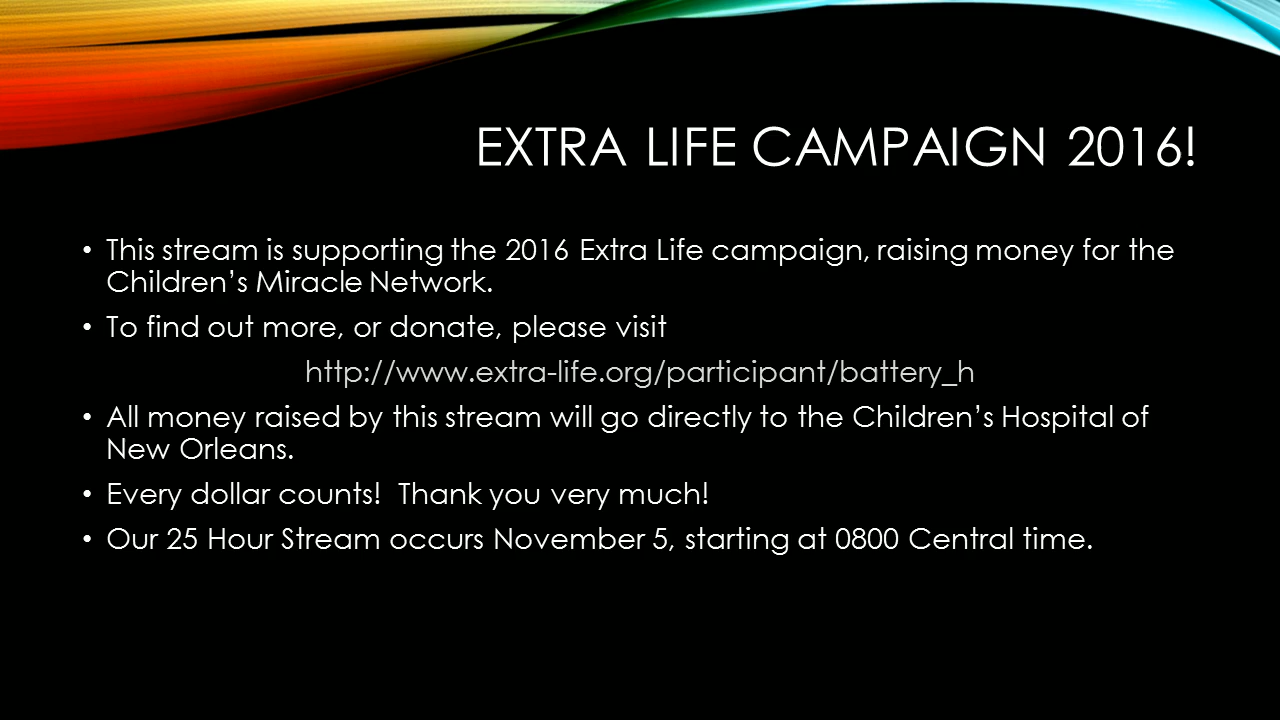 EXTRA LIFE CAMPAIGN 2016!
• This stream is supporting the 2016 Extra Life campaign, raising money for the
Children’s Miracle Network.
• To find out more, or donate, please visit
http://www.extra-life.org/participant/battery_h
• All money raised by this stream will go directly to the Children’s Hospital of
New Orleans.
• Every dollar counts!  Thank you very much!
• Our 25 Hour Stream occurs November 5, starting at 0800 Central time.